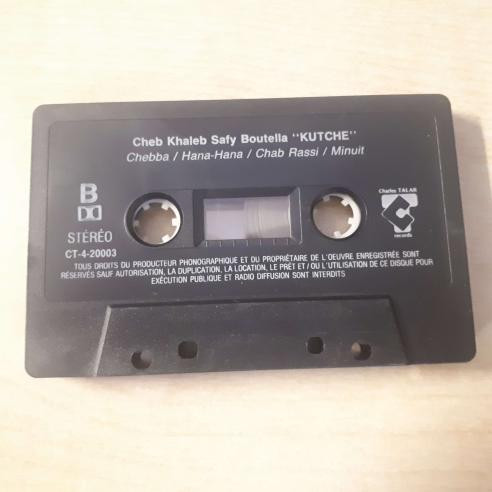 Cheb Khaleb Safy Boutella "KUTCHE"
Chebba / Hana-Hana / Chab Rassi / Minuit
B
STÉRÉO
CT-4-20003
Charles TALAR
records
TOUS DROITS DU PRODUCTEUR PHONOGRAPHIQUE ET DU PROPRIÉTAIRE DE L'OEUVRE ENREGISTRÉE SONT
RÉSERVÉS SAUF AUTORISATION, LA DUPLICATION, LA LOCATION, LE PRÊT ET / OU L'UTILISATION DE CE DISQUE POUR
EXÉCUTION PUBLIQUE ET RADIO DIFFUSION SONT INTERDITS